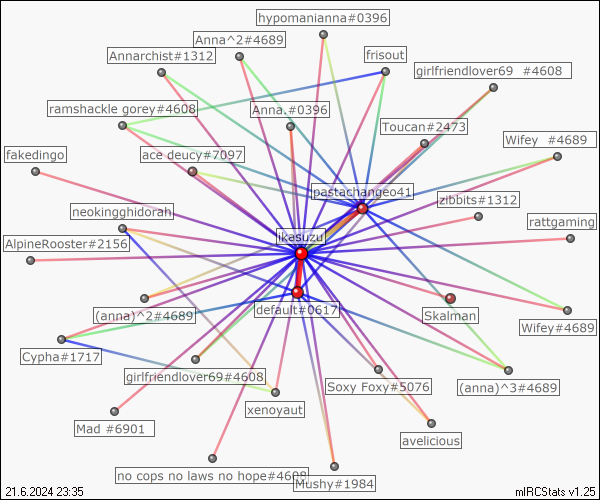 hypomanianna#0396
Anna^2#4689
Annarchist#1312
frisout
girlfriendlover69   #4608
ramshackle gorey#4608
Anna.#0396
Toucan#2473
Wifey  #4689
fakedingo
ace deucy#7097
pastachangeo41
zibbits#1312
neokingghidorah
rattgaming
ikasuzu
AlpineRooster#2156
(anna)^2#4689
default#0617
Skalman
Wifey#4689
Cypha#1717
girlfriendlover69#4608
Soxy Foxy#5076
(anna)^3#4689
xenoyaut
Mad #6901
avelicious
no cops no laws no hope#4608
Mushy#1984
21.6.2024 23:35
mIRCStats v1.25